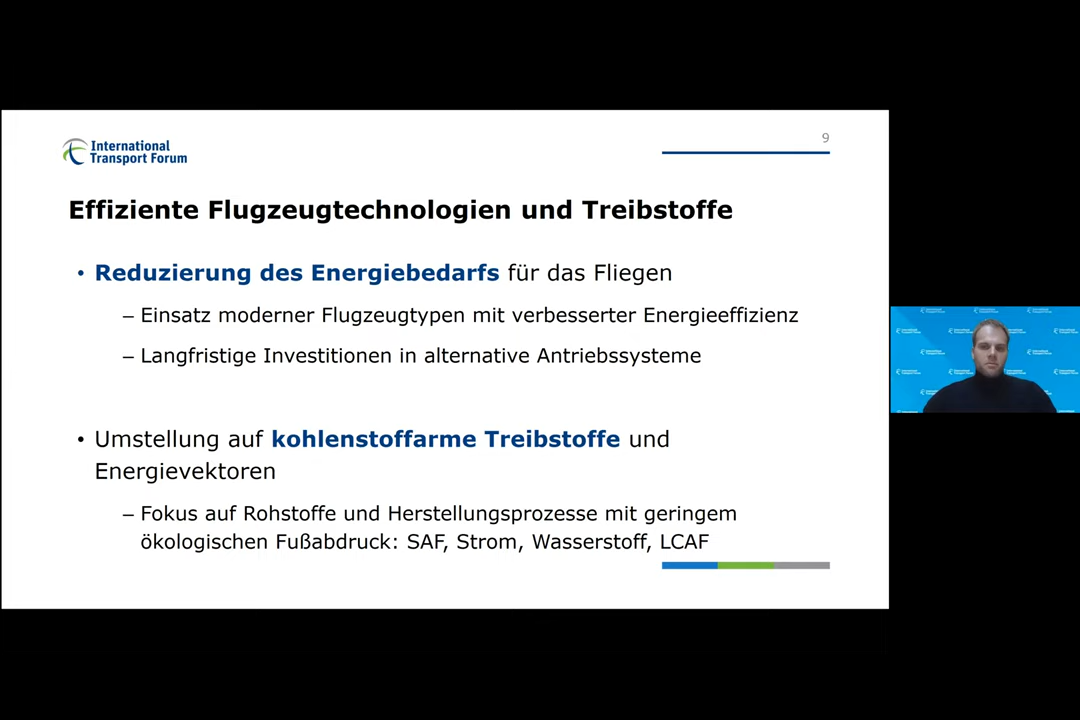 International
Transport Forum
9
Effiziente Flugzeugtechnologien und Treibstoffe
• Reduzierung des Energiebedarfs für das Fliegen
– Einsatz moderner Flugzeugtypen mit verbesserter Energieeffizienz
– Langfristige Investitionen in alternative Antriebssysteme
• Umstellung auf kohlenstoffarme Treibstoffe und
Energievektoren
– Fokus auf Rohstoffe und Herstellungsprozesse mit geringem
ökologischen Fußabdruck: SAF, Strom, Wasserstoff, LCAF